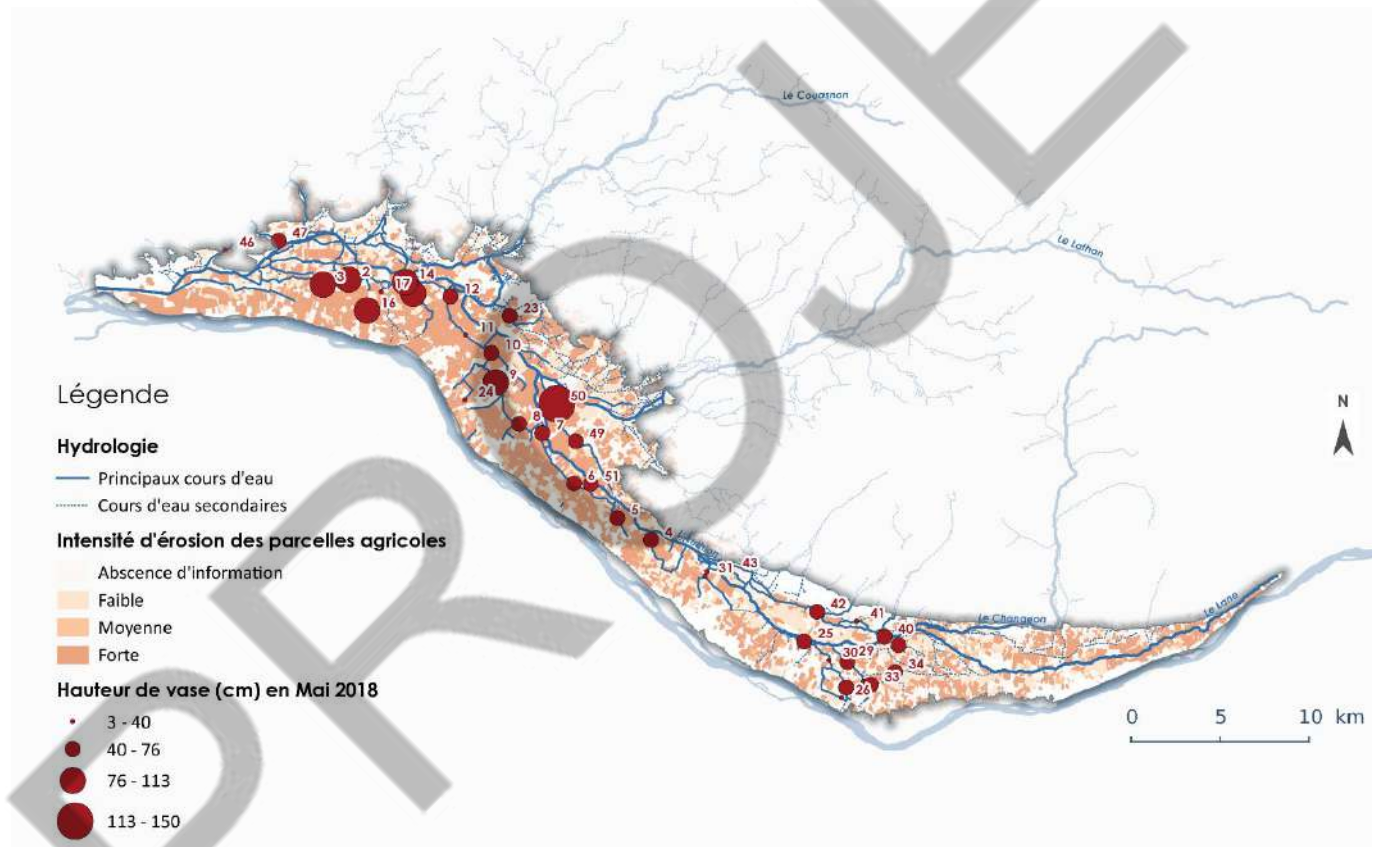 Le Couasnon
Le Lathan
46
47
3
2
17
14
16
12
23
11
10
9
24
50
8
7
49
6
51
5
4
31
43
42
41
25
40
30
29
34
33
26
Le Changeon
Le Lane
N
0 5 10 km
Légende
Hydrologie
Principaux cours d'eau
Cours d'eau secondaires
Intensité d'érosion des parcelles agricoles
Abscence d'information
Faible
Moyenne
Forte
Hauteur de vase (cm) en Mai 2018
3 - 40
40 - 76
76 - 113
113 - 150
PROJE